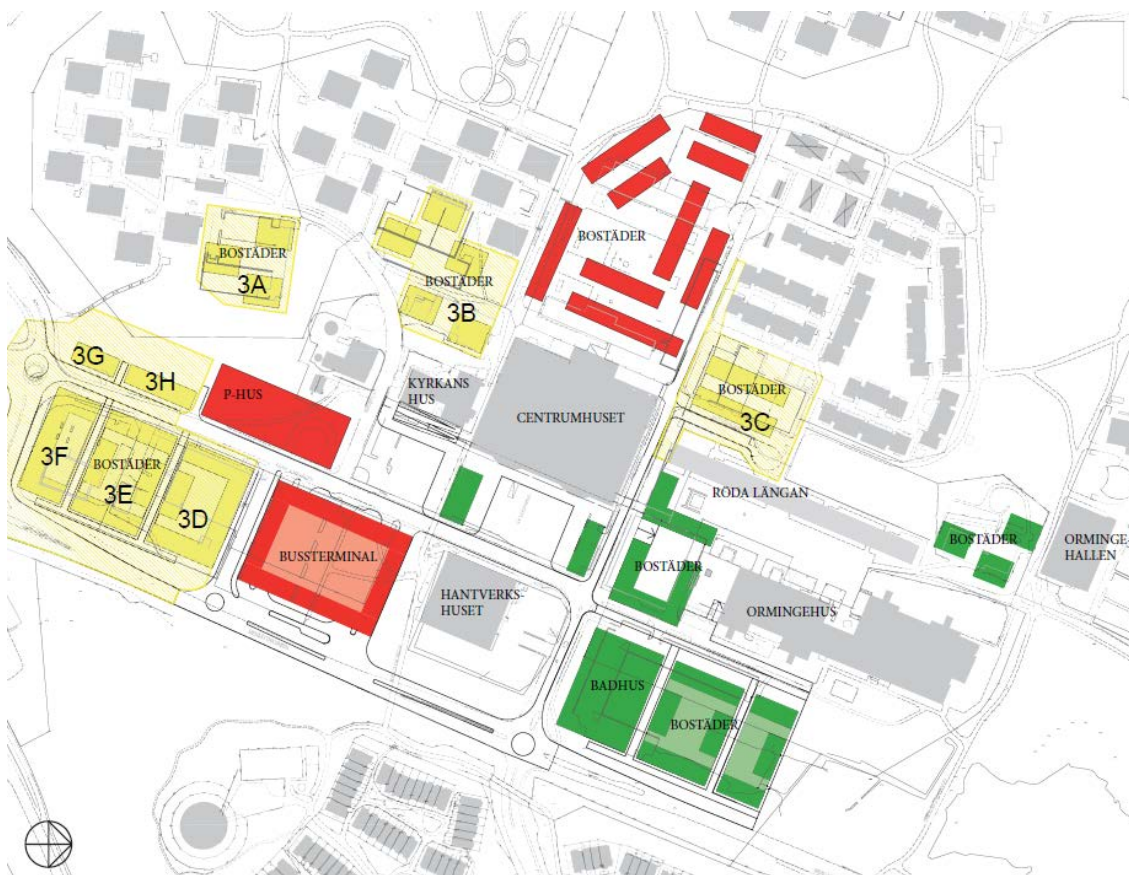 BOSTÄDER
BOSTÄDER
3A
BOSTÄDER
3B
3G
3H
P-HUS
KYRKANS
HUS
CENTRUMHUSET
BOSTÄDER
3C
3F
BOSTÄDER
3E
3D
RÖDA LÄNGAN
BUSSTERMINAL
HANTVERKS-
HUSET
BOSTÄDER
ORMINGEHUS
BOSTÄDER
ORMINGE-
HALLEN
BADHUS
BOSTÄDER